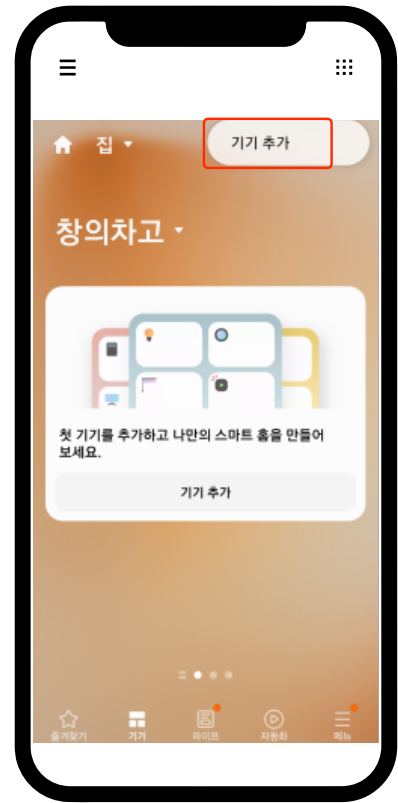 집
기기 추가
창의차고
첫 기기를 추가하고 나만의 스마트 홈을 만들어
보세요.
기기 추가
즐겨찾기
기기
라이프
자동화
메뉴